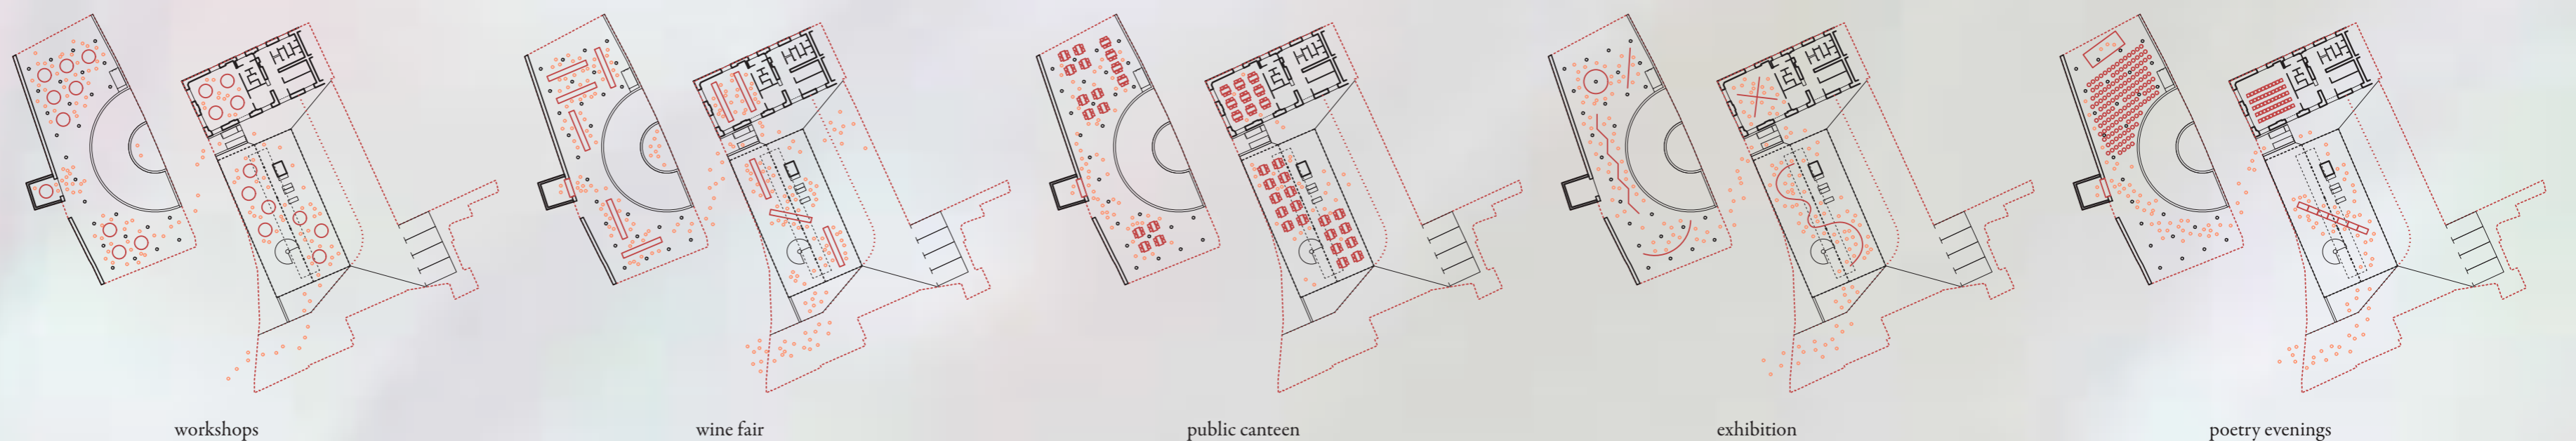 workshops
wine fair
public canteen
exhibition
poetry evenings